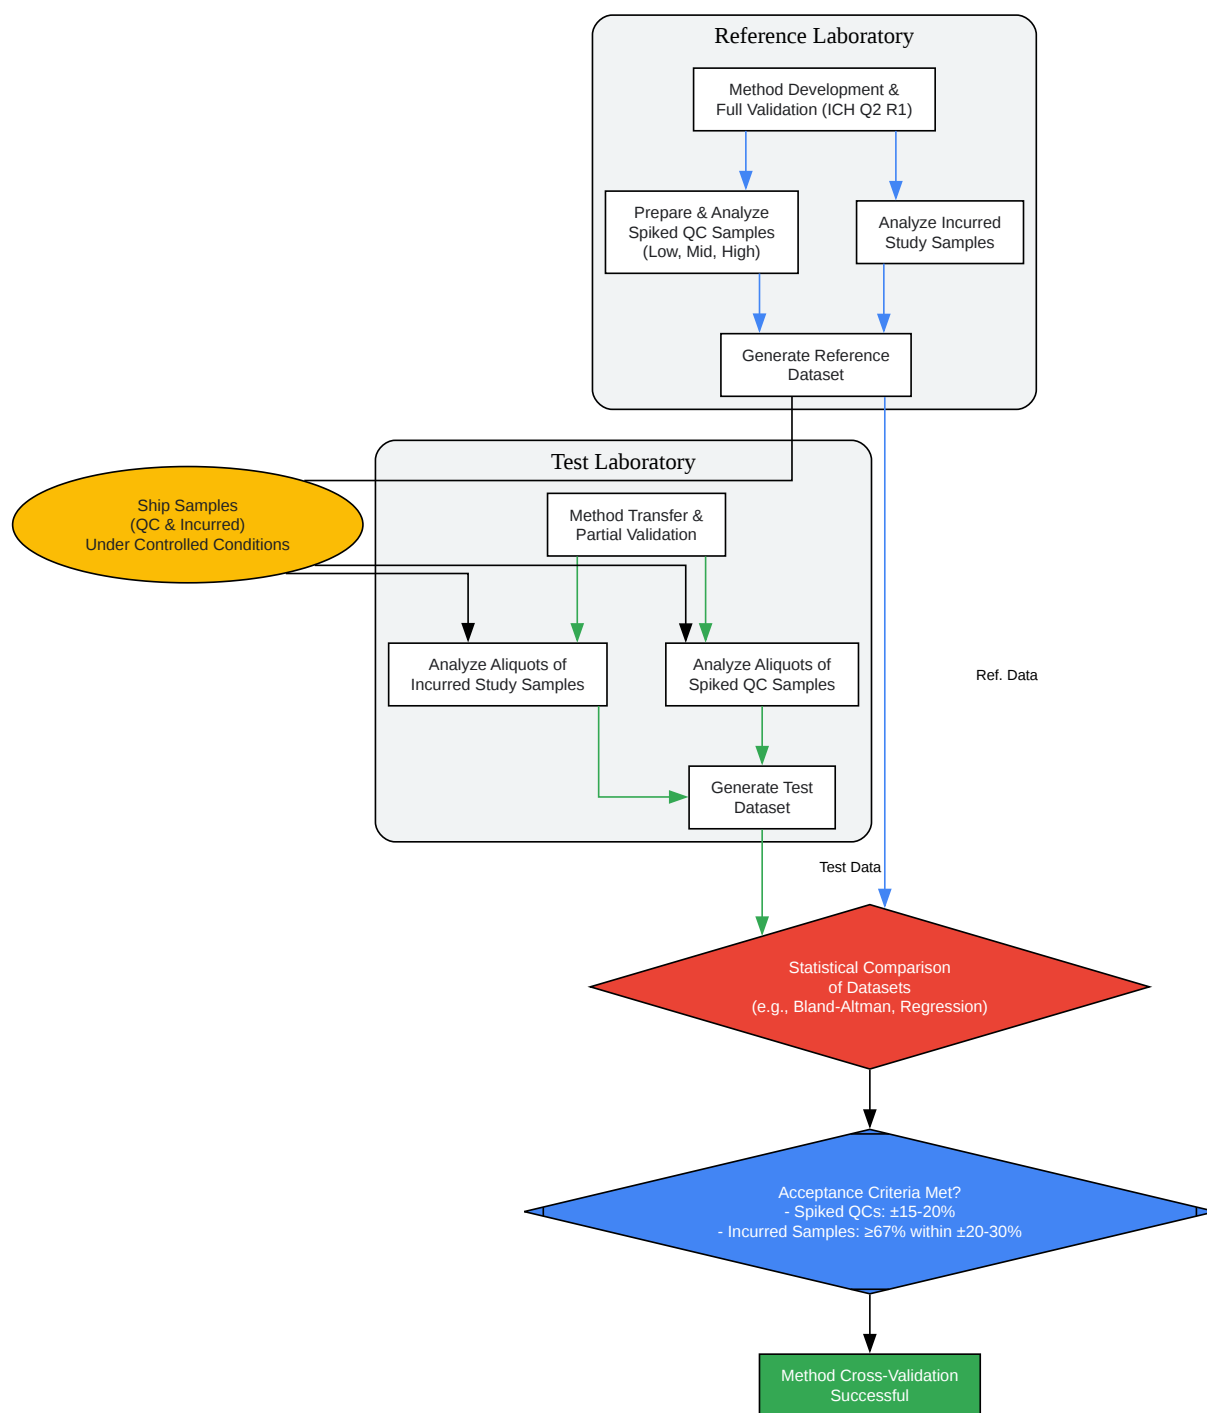 Reference Laboratory
Method Development &
Full Validation (ICH Q2 R1)
Prepare & Analyze
Spiked QC Samples
(Low, Mid, High)
Analyze Incurred
Study Samples
Generate Reference
Dataset
Test Laboratory
Ship Samples
(QC & Incurred)
Under Controlled Conditions
Method Transfer &
Partial Validation
Analyze Aliquots of
Incurred Study Samples
Analyze Aliquots of
Spiked QC Samples
Ref. Data
Generate Test
Dataset
Test Data
Statistical Comparison
of Datasets
(e.g., Bland-Altman, Regression)
Acceptance Criteria Met?
- Spiked QCs: ±15-20%
- Incurred Samples: ≥67% within ±20-30%
Method Cross-Validation
Successful